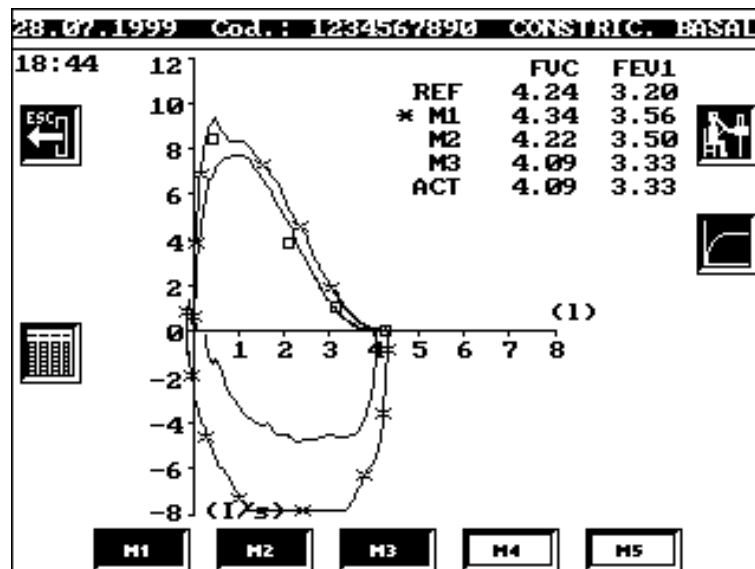 28.07.1999 Cod.: 1234567890 CONSTRIC. BASAL
18:44
ESC
FVC FEV1
REF 4.24 3.20
* M1 4.34 3.56
M2 4.22 3.50
M3 4.09 3.33
ACT 4.09 3.33
12
10
8
6
4
2
0
-2
-4
-6
-8
1 2 3 4 5 6 7 8
(l)
(l/s)
M1 M2 M3 M4 M5